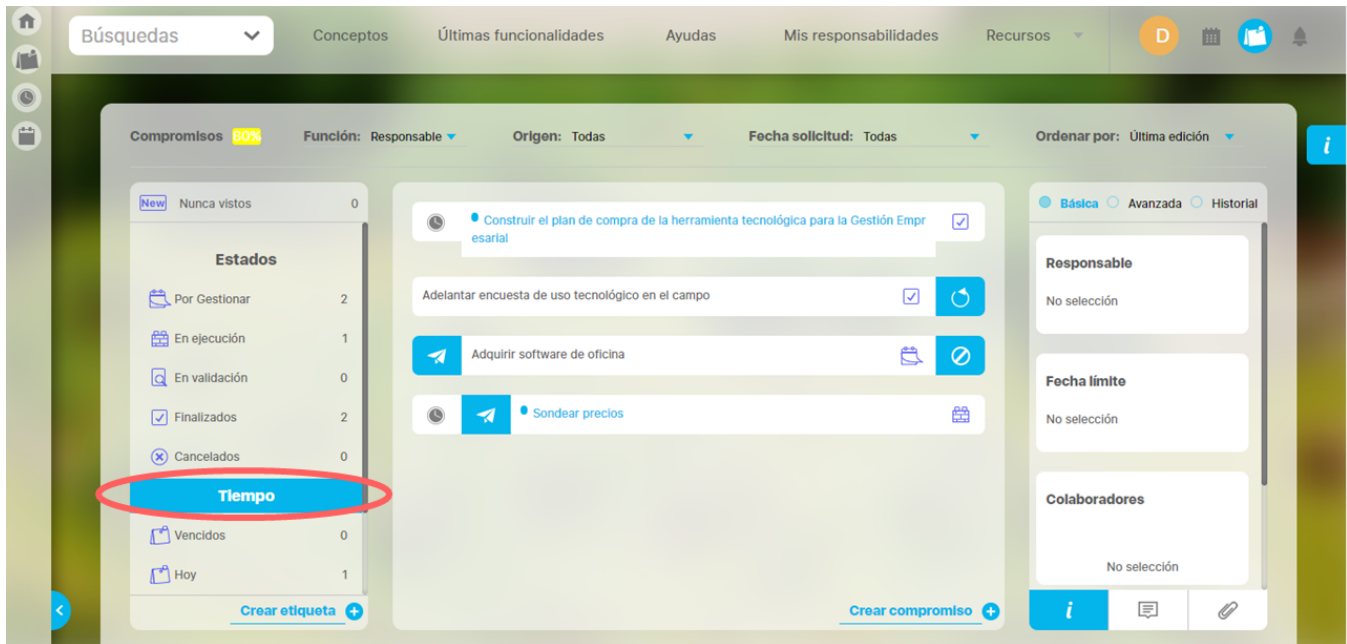 Búsquedas
Conceptos
Últimas funcionalidades
Ayudas
Mis responsabilidades
Recursos
D
Compromisos 60%
Función: Responsable
Origen: Todas
Fecha solicitud: Todas
Ordenar por: Última edición
i
New Nunca vistos 0
Estados
Por Gestionar 2
En ejecución 1
En validación 0
Finalizados 2
Cancelados 0
Tiempo
Vencidos 0
Hoy 1
Crear etiqueta
Construir el plan de compra de la herramienta tecnológica para la Gestión Empr
esarial
Adelantar encuesta de uso tecnológico en el campo
Adquirir software de oficina
Sondear precios
Crear compromiso
Básica Avanzada Historial
Responsable
No selección
Fecha límite
No selección
Colaboradores
No selección
i